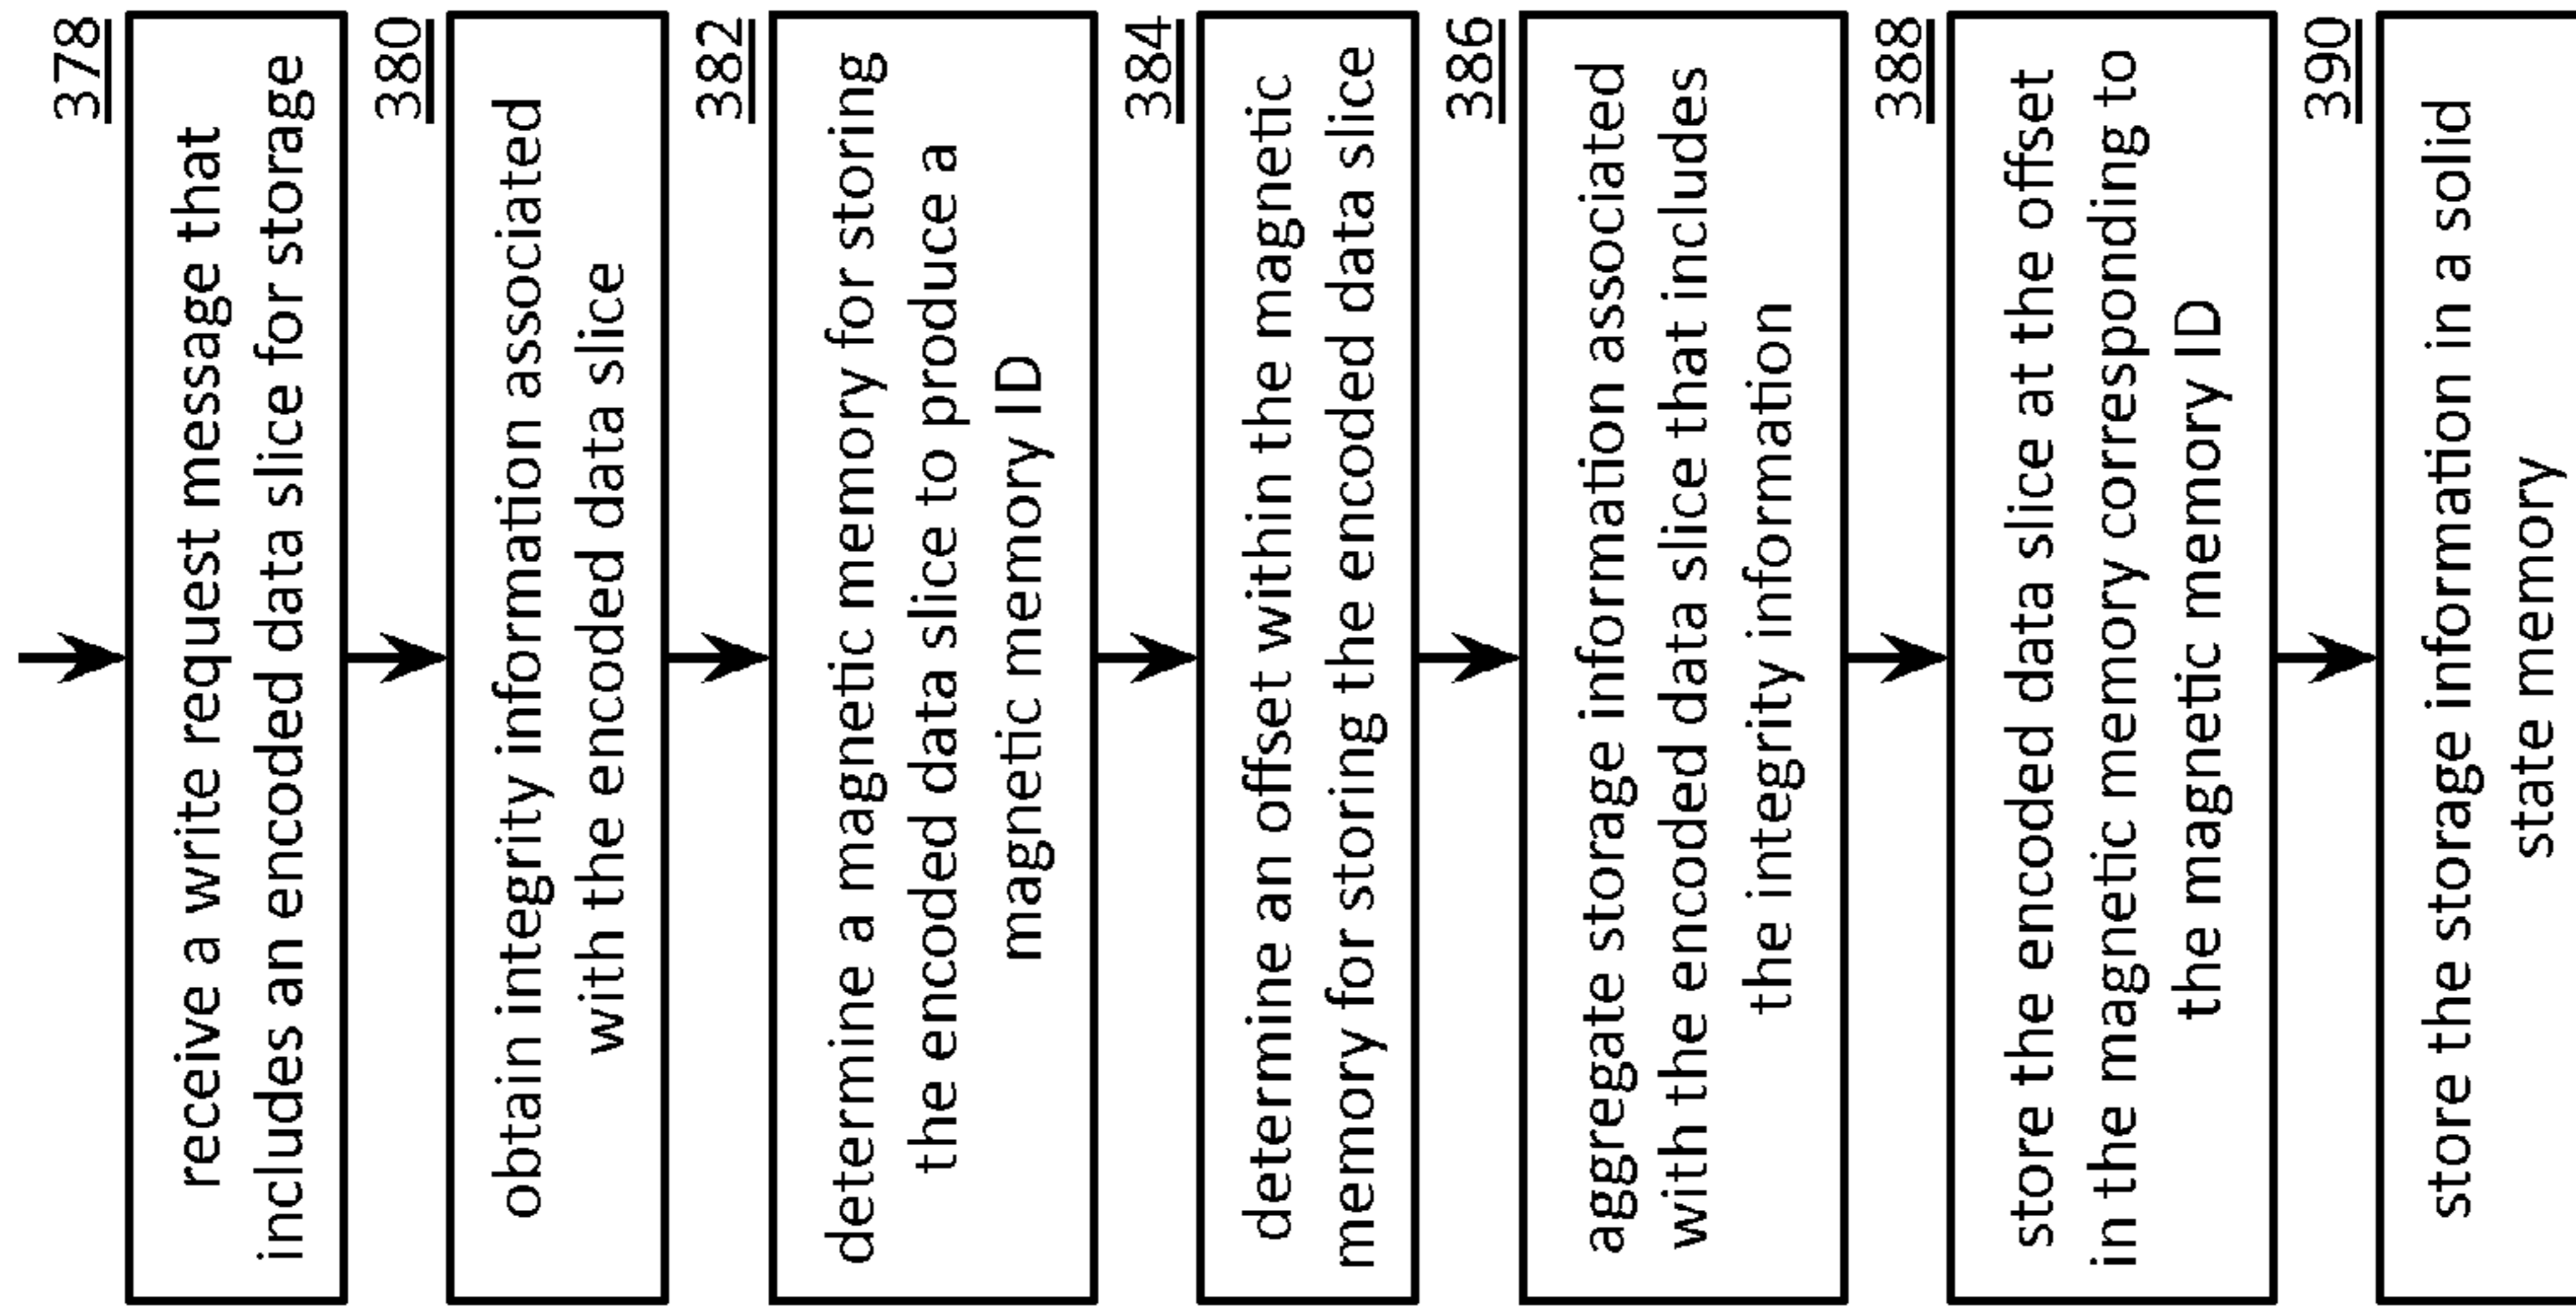 378
receive a write request message that
includes an encoded data slice for storage
380
obtain integrity information associated
with the encoded data slice
382
determine a magnetic memory for storing
the encoded data slice to produce a
magnetic memory ID
384
determine an offset within the magnetic
memory for storing the encoded data slice
386
aggregate storage information associated
with the encoded data slice that includes
the integrity information
388
store the encoded data slice at the offset
in the magnetic memory corresponding to
the magnetic memory ID
390
store the storage information in a solid
state memory